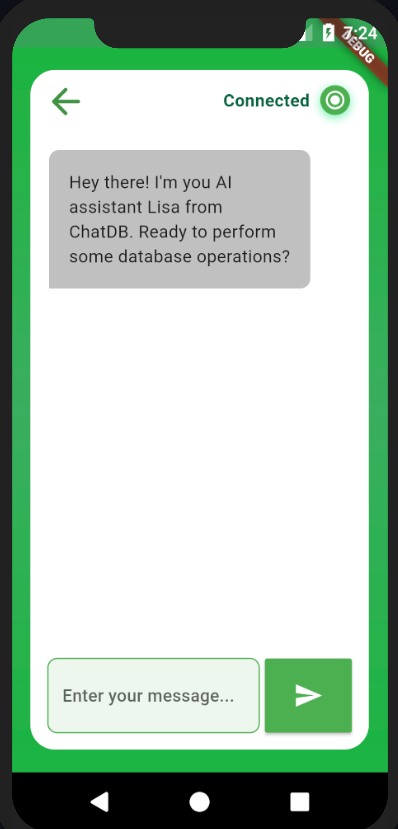 7:24
DEBUG
Connected
Hey there! I'm you AI
assistant Lisa from
ChatDB. Ready to perform
some database operations?
Enter your message...